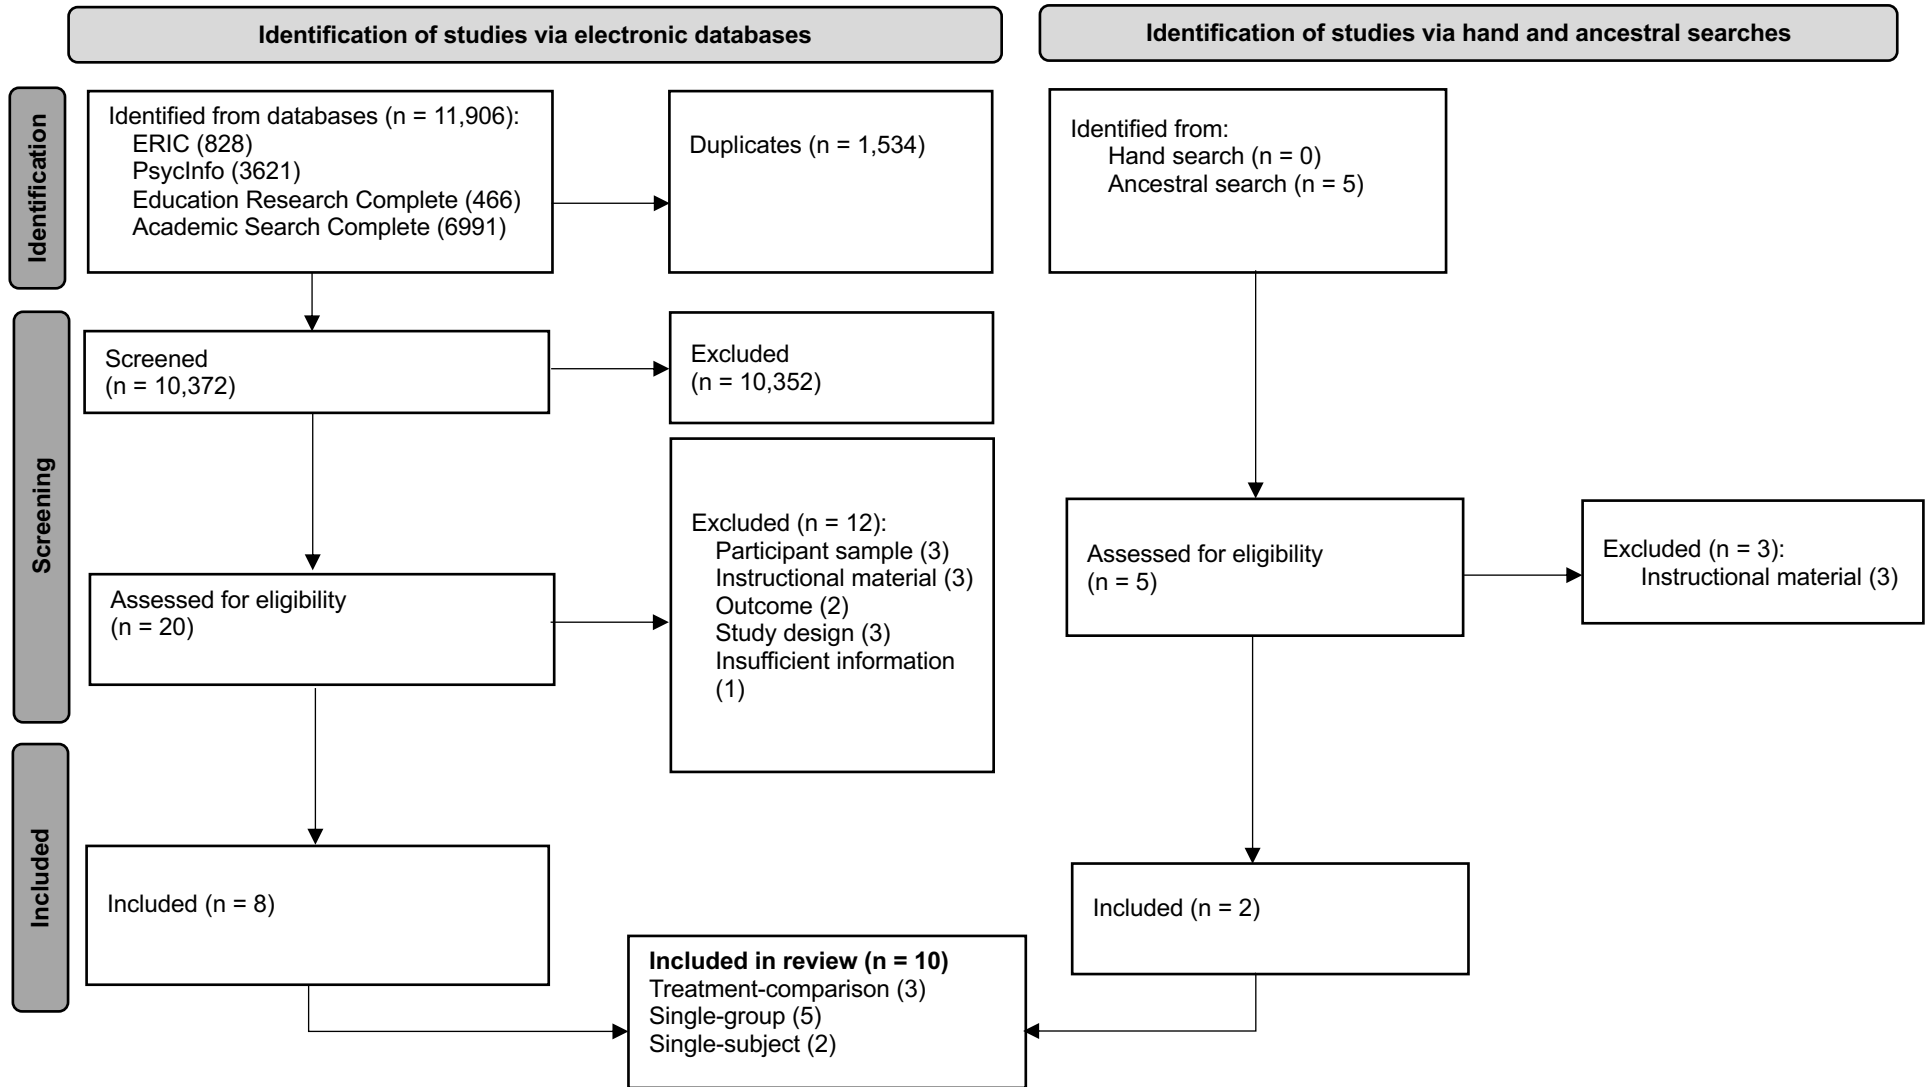 Identification of studies via electronic databases
Identification of studies via hand and ancestral searches
Identification
Identified from databases (n = 11,906):
ERIC (828)
PsycInfo (3621)
Education Research Complete (466)
Academic Search Complete (6991)
Duplicates (n = 1,534)
Identified from:
Hand search (n = 0)
Ancestral search (n = 5)
Screening
Screened
(n = 10,372)
Excluded
(n = 10,352)
Assessed for eligibility
(n = 20)
Excluded (n = 12):
Participant sample (3)
Instructional material (3)
Outcome (2)
Study design (3)
Insufficient information
(1)
Assessed for eligibility
(n = 5)
Excluded (n = 3):
Instructional material (3)
Included
Included (n = 8)
Included (n = 2)
Included in review (n = 10)
Treatment-comparison (3)
Single-group (5)
Single-subject (2)